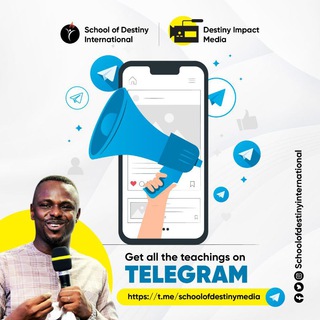 School of Destiny
International
Destiny Impact
Media
Get all the teachings on
TELEGRAM
https://t.me/schoolofdestinymedia
Schoolofdestinyinternational